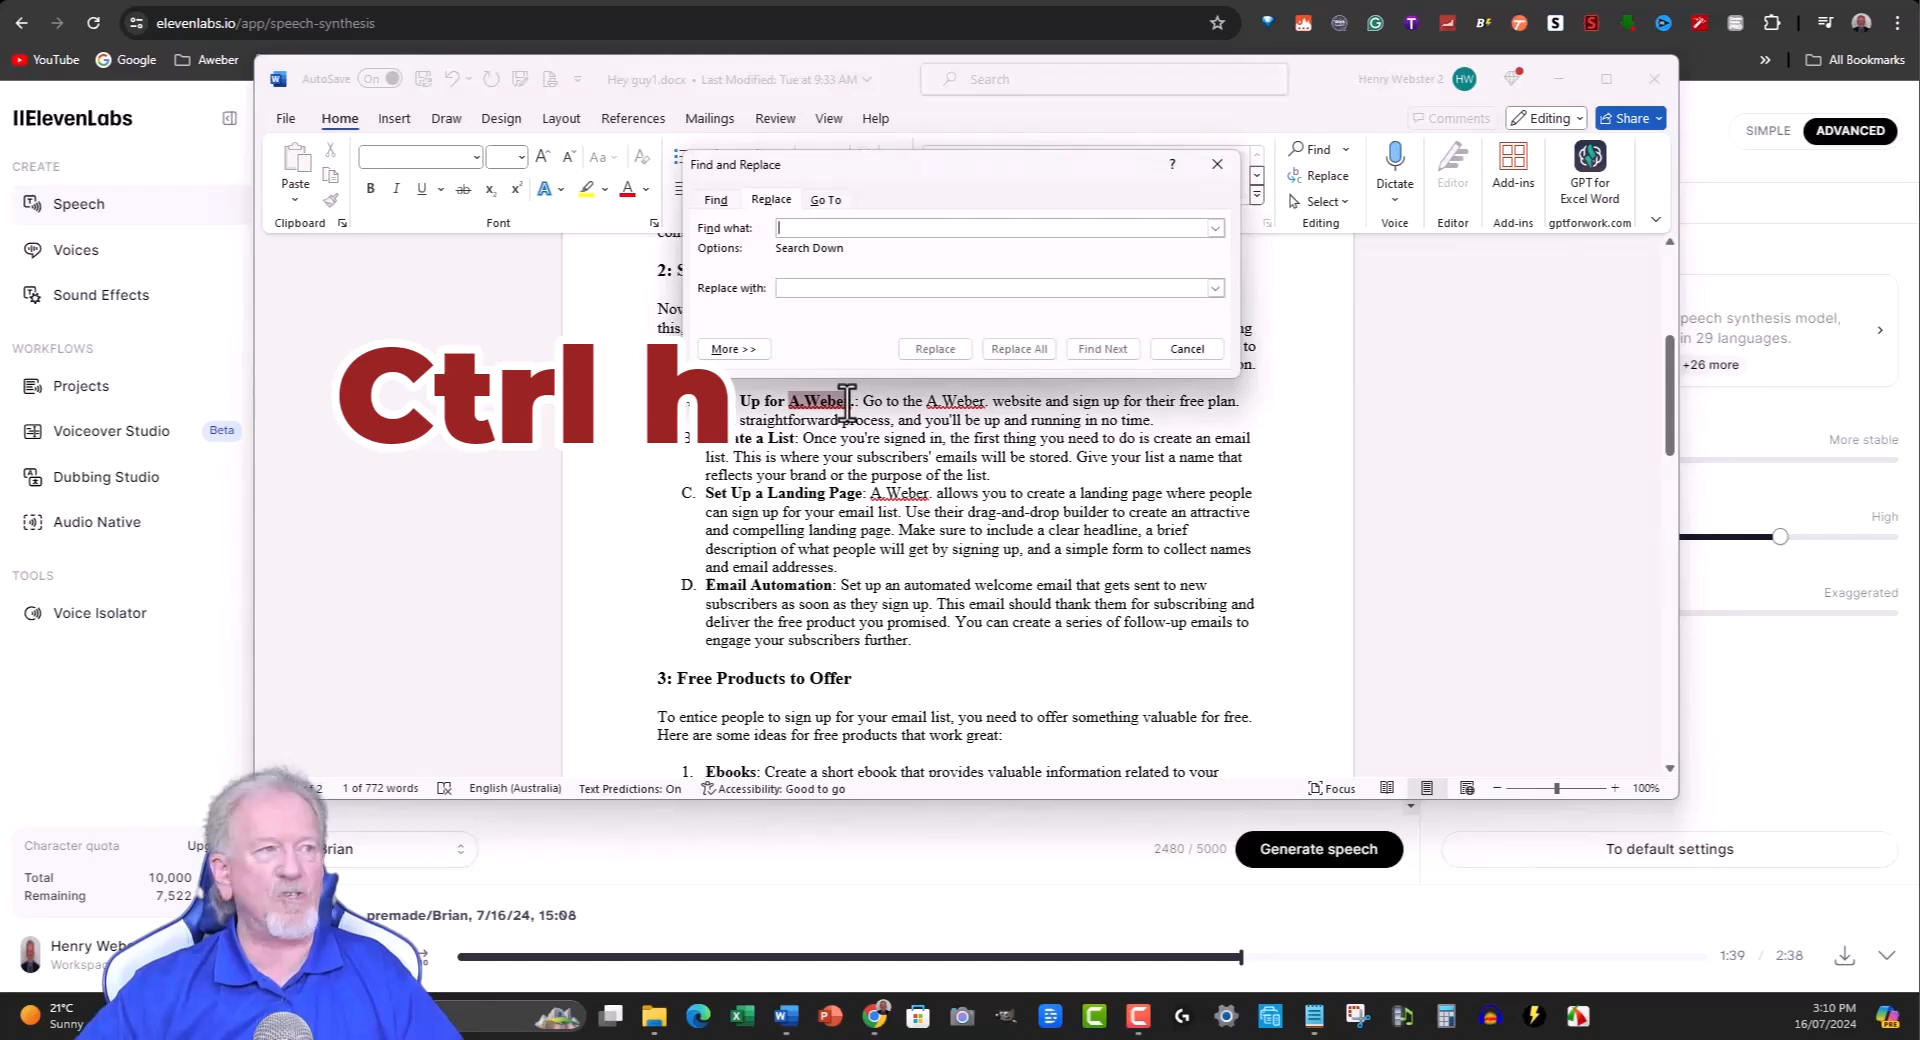 elevenlabs.io/app/speech-synthesis
YouTube
Google
Aweber
All Bookmarks
IIElevenLabs
CREATE
Speech
Voices
Sound Effects
WORKFLOWS
Projects
Voiceover Studio
Beta
Dubbing Studio
Audio Native
TOOLS
Voice Isolator
Character quota
Total 10,000
Remaining 7,522
SIMPLE
ADVANCED
peech synthesis model,
in 29 languages.
+26 more
More stable
High
Exaggerated
To default settings
AutoSave
On
Hey guy1.docx • Last Modified: Tue at 9:33 AM
Search
Henry Webster 2
HW
File Home Insert Draw Design Layout References Mailings Review View Help
Comments
Editing
Share
Paste
Clipboard
Font
Find
Replace
Select
Editing
Dictate
Voice
Editor
Editor
Add-ins
Add-ins
GPT for
Excel Word
gptforwork.com
Find and Replace
?
Find
Replace
Go To
Find what:
Options: Search Down
Replace with:
More >>
Replace
Replace All
Find Next
Cancel
Ctrl h
2: S
Now
this,
ng
to
on.
Up for A.Weber.: Go to the A.Weber. website and sign up for their free plan.
straightforward process, and you'll be up and running in no time.
ate a List: Once you're signed in, the first thing you need to do is create an email
list. This is where your subscribers' emails will be stored. Give your list a name that
reflects your brand or the purpose of the list.
C. Set Up a Landing Page: A.Weber. allows you to create a landing page where people
can sign up for your email list. Use their drag-and-drop builder to create an attractive
and compelling landing page. Make sure to include a clear headline, a brief
description of what people will get by signing up, and a simple form to collect names
and email addresses.
D. Email Automation: Set up an automated welcome email that gets sent to new
subscribers as soon as they sign up. This email should thank them for subscribing and
deliver the free product you promised. You can create a series of follow-up emails to
engage your subscribers further.
3: Free Products to Offer
To entice people to sign up for your email list, you need to offer something valuable for free.
Here are some ideas for free products that work great:
1. Ebooks: Create a short ebook that provides valuable information related to your
of 2
1 of 772 words
English (Australia)
Text Predictions: On
Accessibility: Good to go
Focus
100%
Brian
2480 / 5000
Generate speech
premade/Brian, 7/16/24, 15:08
Henry Web
Workspac
1:39 / 2:38
21°C
Sunny
3:10 PM
16/07/2024